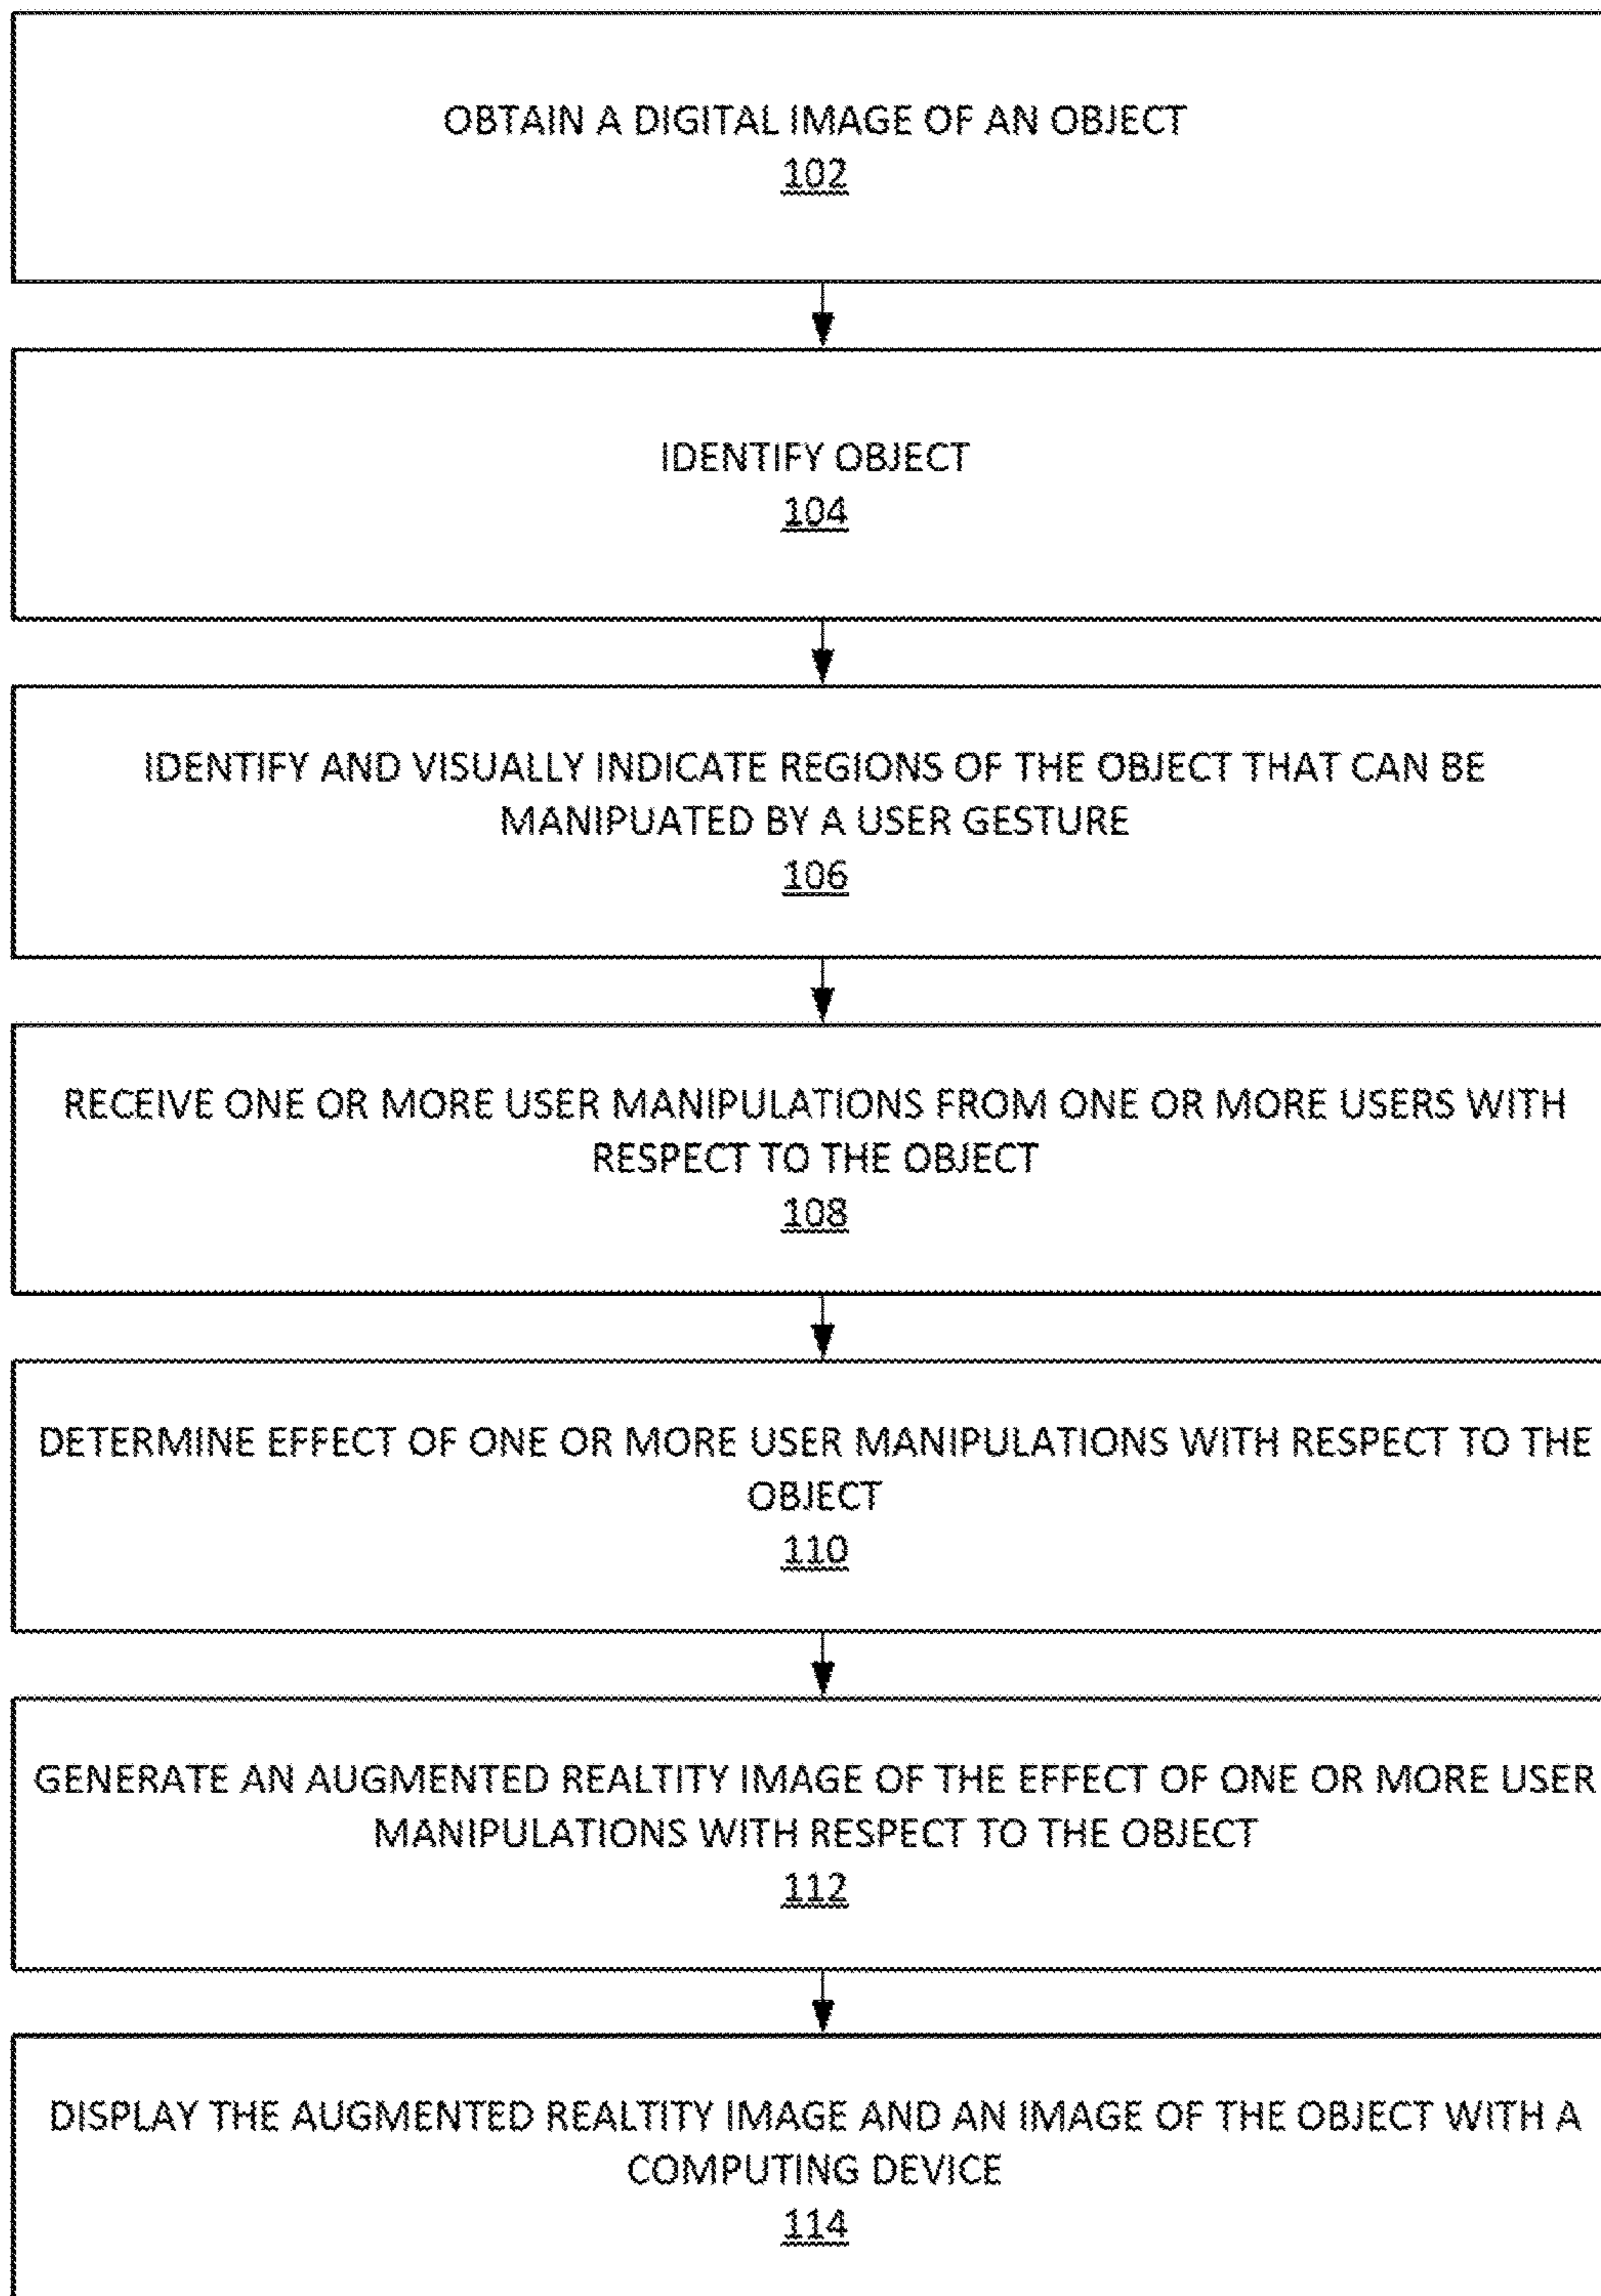 OBTAIN A DIGITAL IMAGE OF AN OBJECT
102
IDENTIFY OBJECT
104
IDENTIFY AND VISUALLY INDICATE REGIONS OF THE OBJECT THAT CAN BE
MANIPUATED BY A USER GESTURE
106
RECEIVE ONE OR MORE USER MANIPULATIONS FROM ONE OR MORE USERS WITH
RESPECT TO THE OBJECT
108
DETERMINE EFFECT OF ONE OR MORE USER MANIPULATIONS WITH RESPECT TO THE
OBJECT
110
GENERATE AN AUGMENTED REALTITY IMAGE OF THE EFFECT OF ONE OR MORE USER
MANIPULATIONS WITH RESPECT TO THE OBJECT
112
DISPLAY THE AUGMENTED REALTITY IMAGE AND AN IMAGE OF THE OBJECT WITH A
COMPUTING DEVICE
114